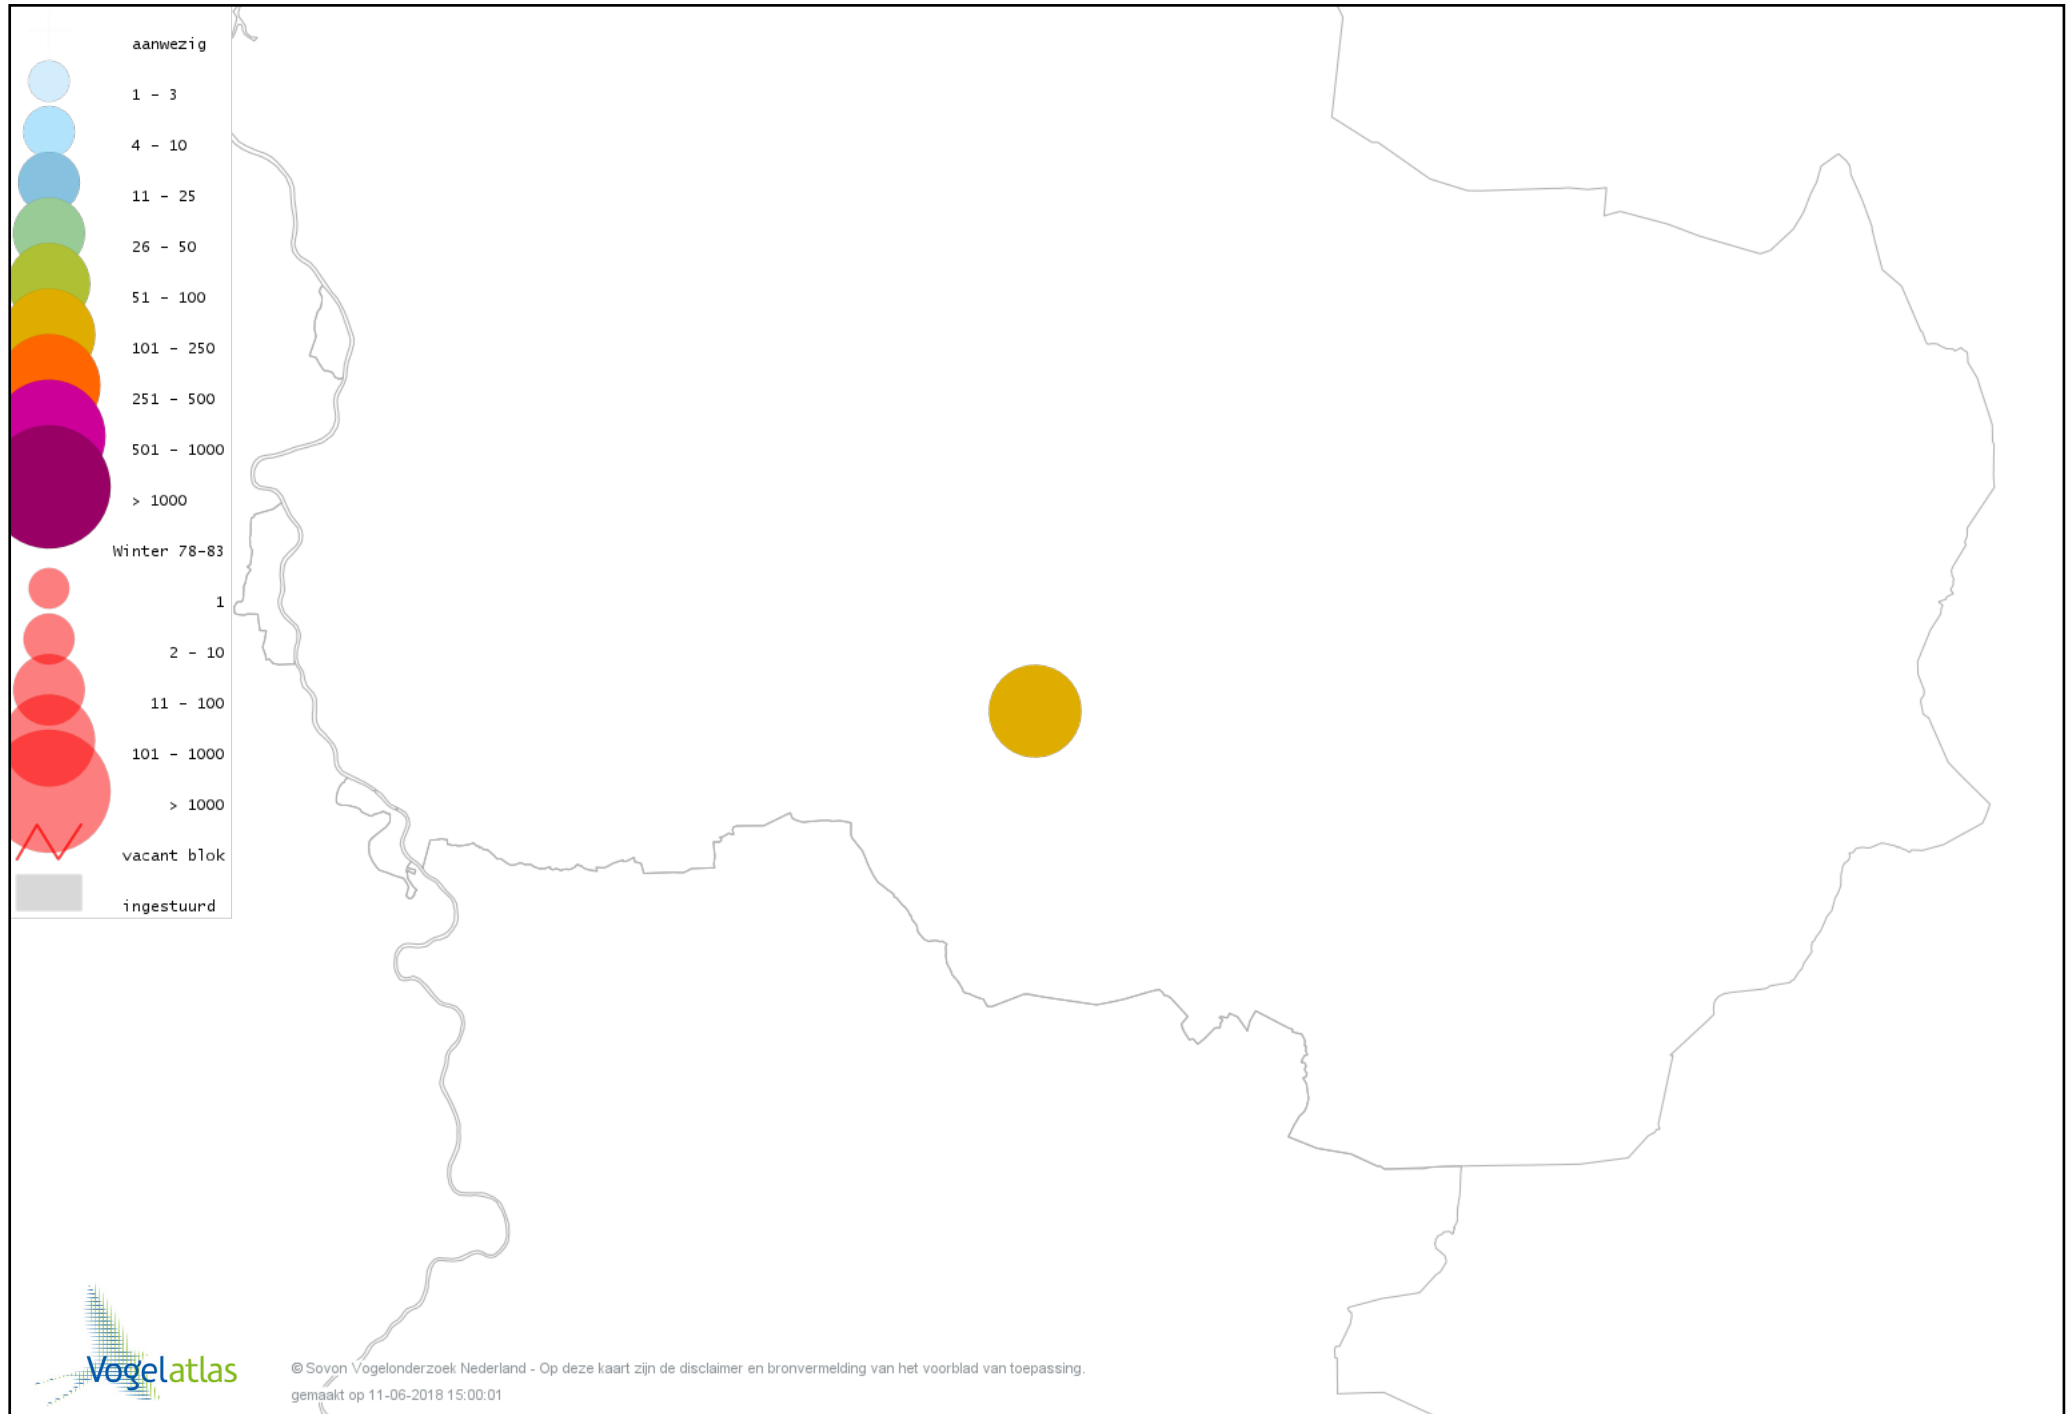 aanwezig
1 - 3
4 - 10
11 - 25
26 - 50
51 - 100
101 - 250
251 - 500
501 - 1000
> 1000
Winter 78-83
1
2 - 10
11 - 100
101 - 1000
> 1000
vacant blok
ingestuurd
Vogelatlas
© Sovon Vogelonderzoek Nederland - Op deze kaart zijn de disclaimer en bronvermelding van het voorblad van toepassing.
gemaakt op 11-06-2018 15:00:01